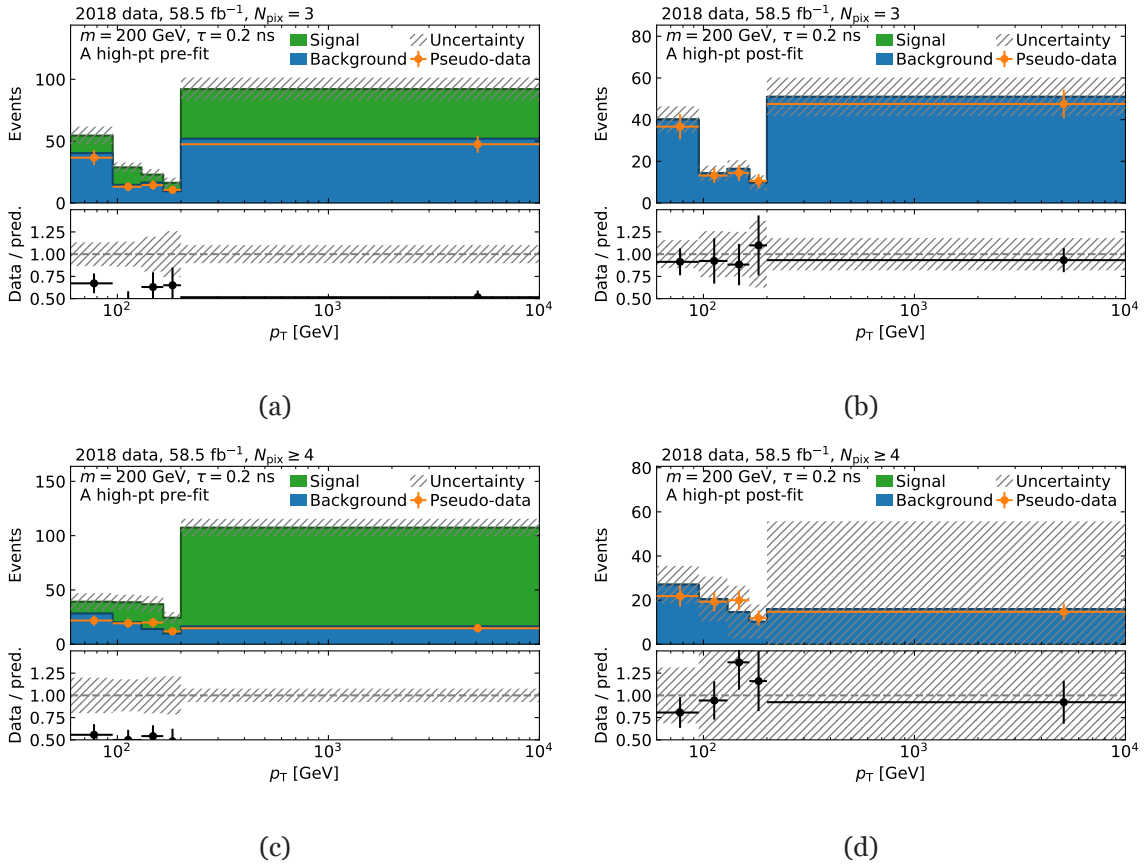 2018 data, 58.5 fb⁻¹, N_pix = 3
m = 200 GeV, τ = 0.2 ns
A high-pt pre-fit
Signal
Background
Uncertainty
Pseudo-data
Events
100
50
0
Data / pred.
1.25
1.00
0.75
0.50
10²
10³
10⁴
p_T [GeV]
(a)
2018 data, 58.5 fb⁻¹, N_pix = 3
m = 200 GeV, τ = 0.2 ns
A high-pt post-fit
Signal
Background
Uncertainty
Pseudo-data
Events
80
60
40
20
0
Data / pred.
1.25
1.00
0.75
0.50
10²
10³
10⁴
p_T [GeV]
(b)
2018 data, 58.5 fb⁻¹, N_pix ≥ 4
m = 200 GeV, τ = 0.2 ns
A high-pt pre-fit
Signal
Background
Uncertainty
Pseudo-data
Events
150
100
50
0
Data / pred.
1.25
1.00
0.75
0.50
10²
10³
10⁴
p_T [GeV]
(c)
2018 data, 58.5 fb⁻¹, N_pix ≥ 4
m = 200 GeV, τ = 0.2 ns
A high-pt post-fit
Signal
Background
Uncertainty
Pseudo-data
Events
80
60
40
20
0
Data / pred.
1.25
1.00
0.75
0.50
10²
10³
10⁴
p_T [GeV]
(d)